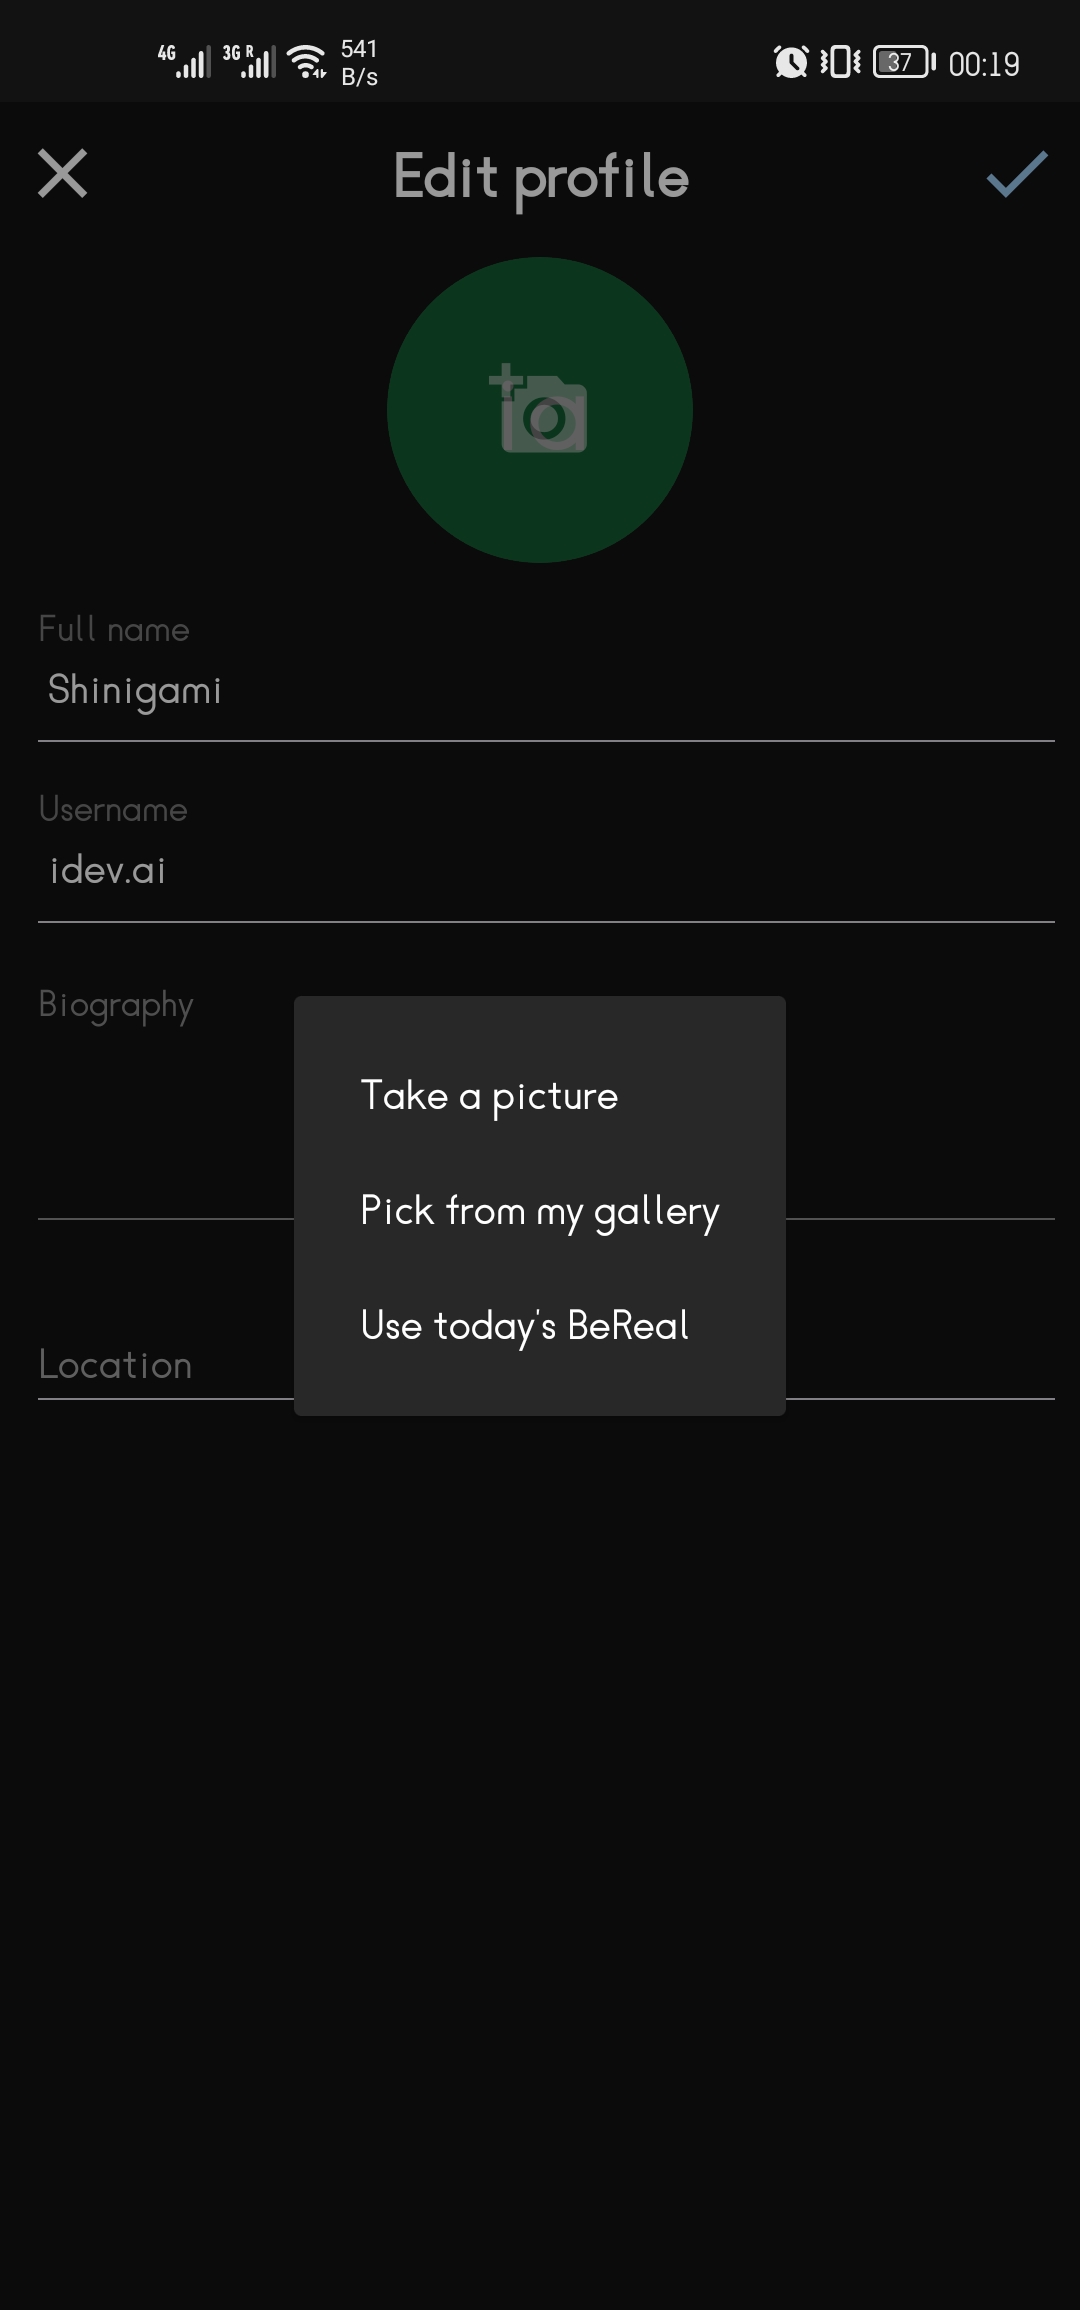 4G 3G R 541 B/s 37 00:19
Edit profile
Full name
Shinigami
Username
idev.ai
Biography
Take a picture
Pick from my gallery
Use today's BeReal
Location